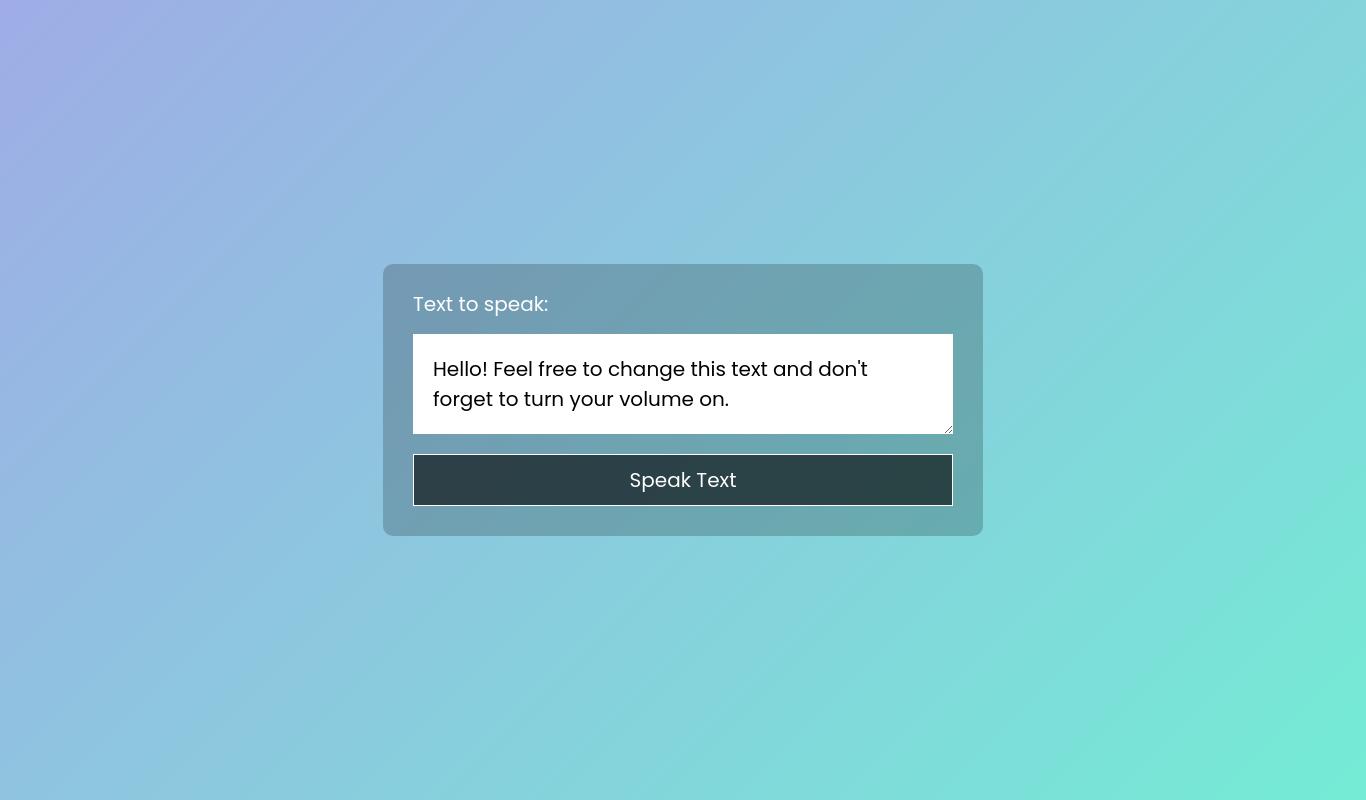 Text to speak:
Hello! Feel free to change this text and don't
forget to turn your volume on.
Speak Text